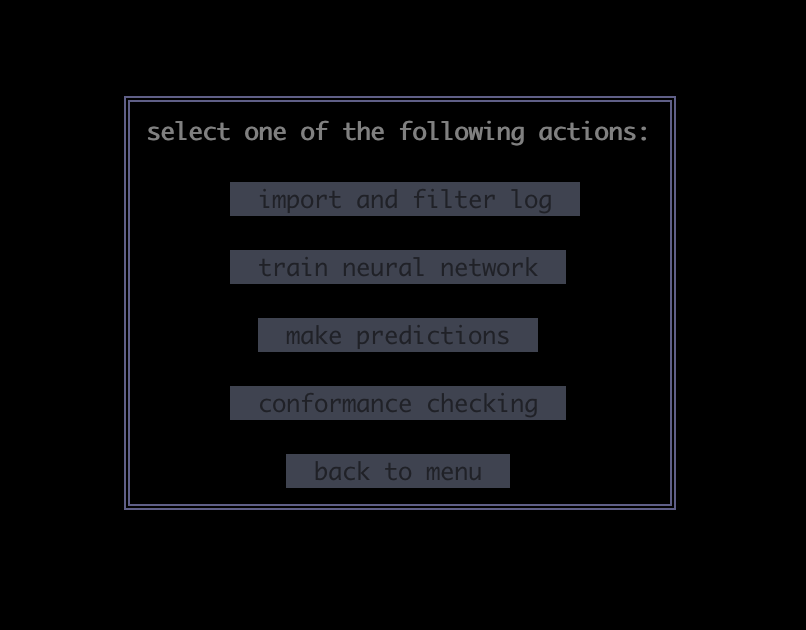 select one of the following actions:
import and filter log
train neural network
make predictions
conformance checking
back to menu